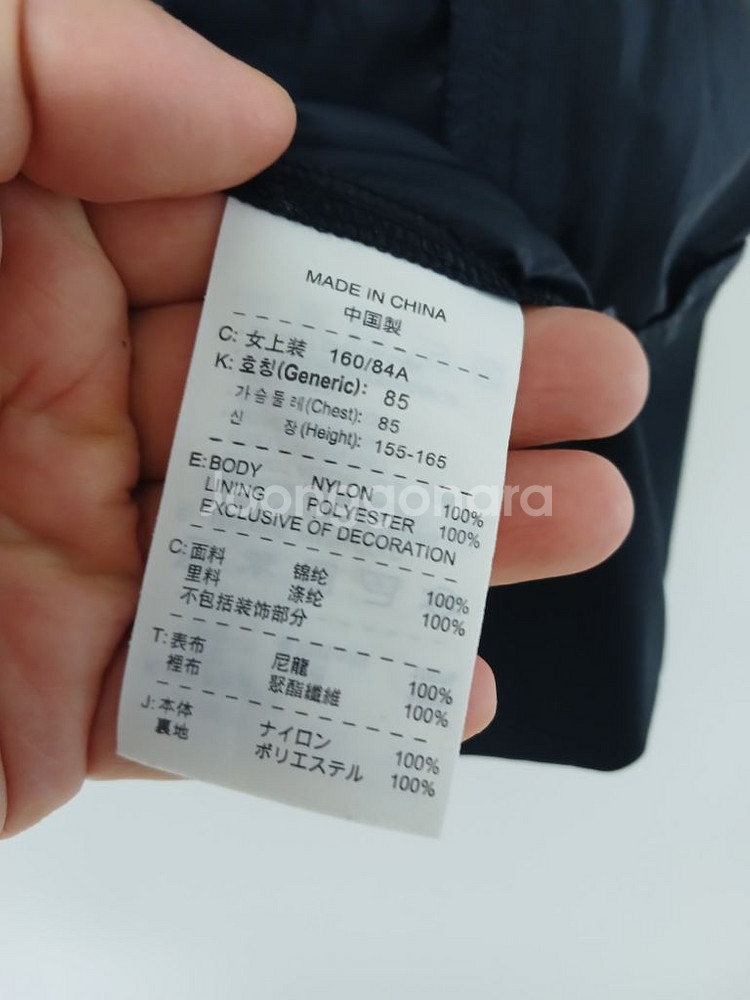 MADE IN CHINA
中国製
C: 女上装 160/84A
K: 호칭(Generic): 85
가슴둘레(Chest): 85
신 장(Height): 155-165
E: BODY NYLON 100%
LINING POLYESTER 100%
EXCLUSIVE OF DECORATION
C: 面料 锦纶 100%
里料 涤纶 100%
不包括装饰部分
T: 表布 尼龍 100%
裡布 聚酯纖維 100%
J: 本体 ナイロン 100%
裏地 ポリエステル 100%
joonggonara